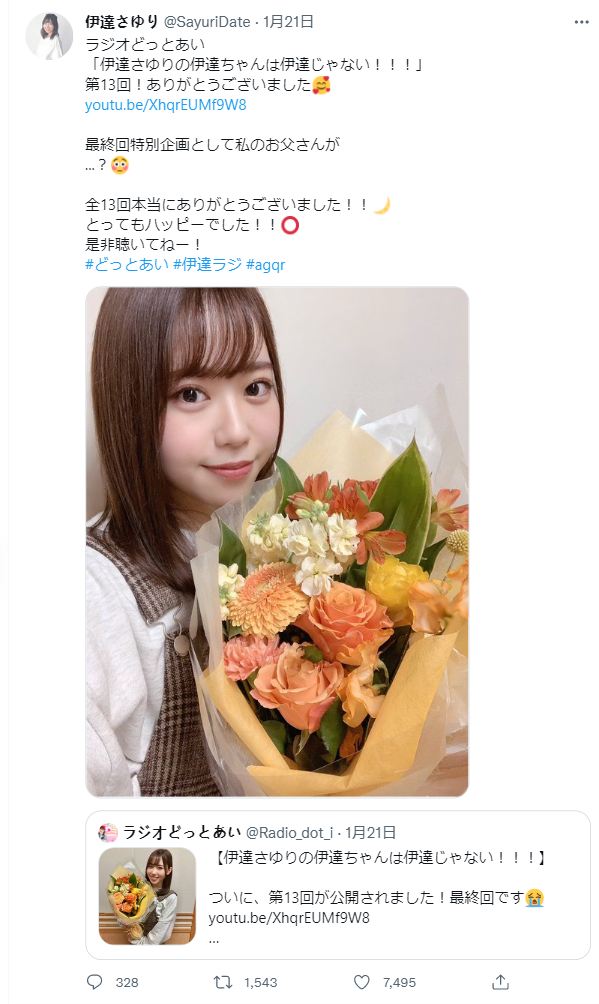 伊達さゆり @SayuriDate · 1月21日
ラジオどっとあい
「伊達さゆりの伊達ちゃんは伊達じゃない！！！」
第13回！ありがとうございました🥰
youtu.be/XhqrEUMf9W8
最終回特別企画として私のお父さんが
…？😳
全13回本当にありがとうございました！！🌙
とってもハッピーでした！！⭕
是非聴いてねー！
#どっとあい #伊達ラジ #agqr
ラジオどっとあい @Radio_dot_i · 1月21日
【伊達さゆりの伊達ちゃんは伊達じゃない！！！】
ついに、第13回が公開されました！最終回です😭
youtu.be/XhqrEUMf9W8
…
328 1,543 7,495